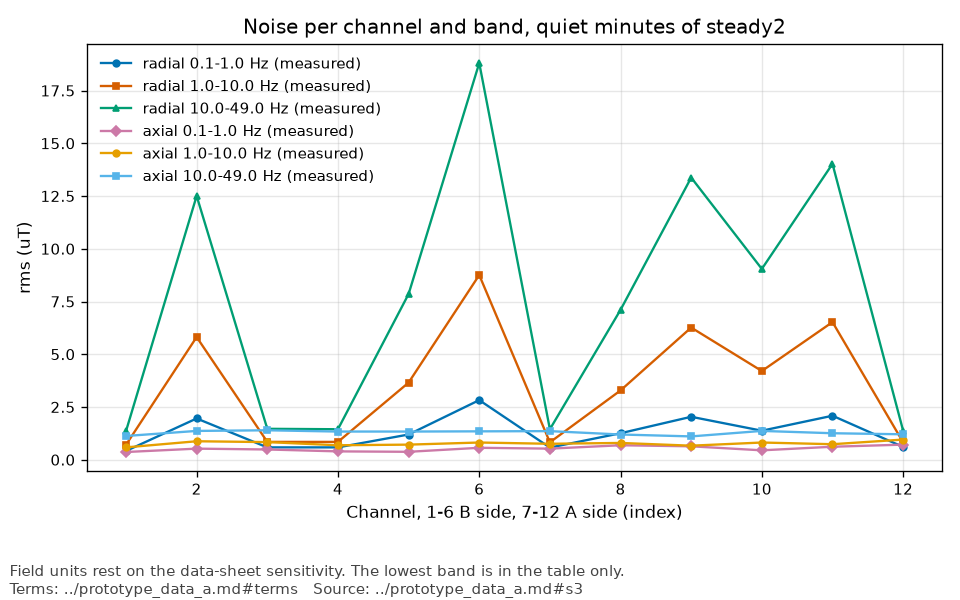 Noise per channel and band, quiet minutes of steady2
radial 0.1-1.0 Hz (measured)
radial 1.0-10.0 Hz (measured)
radial 10.0-49.0 Hz (measured)
axial 0.1-1.0 Hz (measured)
axial 1.0-10.0 Hz (measured)
axial 10.0-49.0 Hz (measured)
rms (uT)
17.5
15.0
12.5
10.0
7.5
5.0
2.5
0.0
2 4 6 8 10 12
Channel, 1-6 B side, 7-12 A side (index)
Field units rest on the data-sheet sensitivity. The lowest band is in the table only.
Terms: ../prototype_data_a.md#terms Source: ../prototype_data_a.md#s3